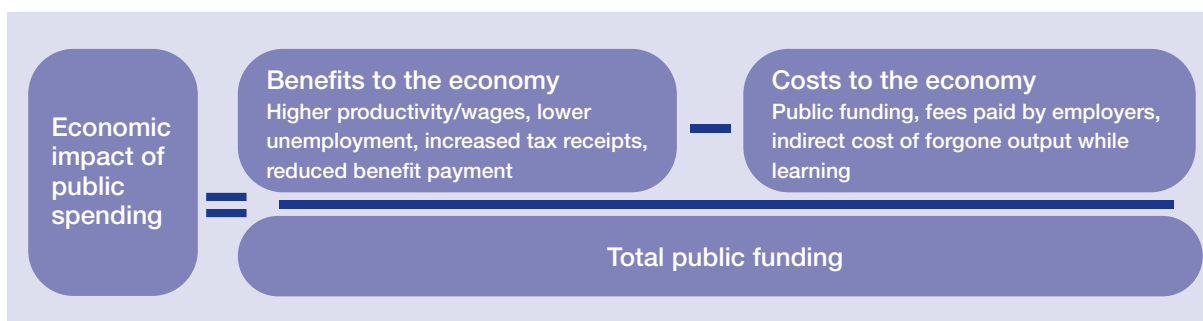 Economic
impact of
public
spending
=
Benefits to the economy
Higher productivity/wages, lower
unemployment, increased tax receipts,
reduced benefit payment
–
Costs to the economy
Public funding, fees paid by employers,
indirect cost of forgone output while
learning
Total public funding